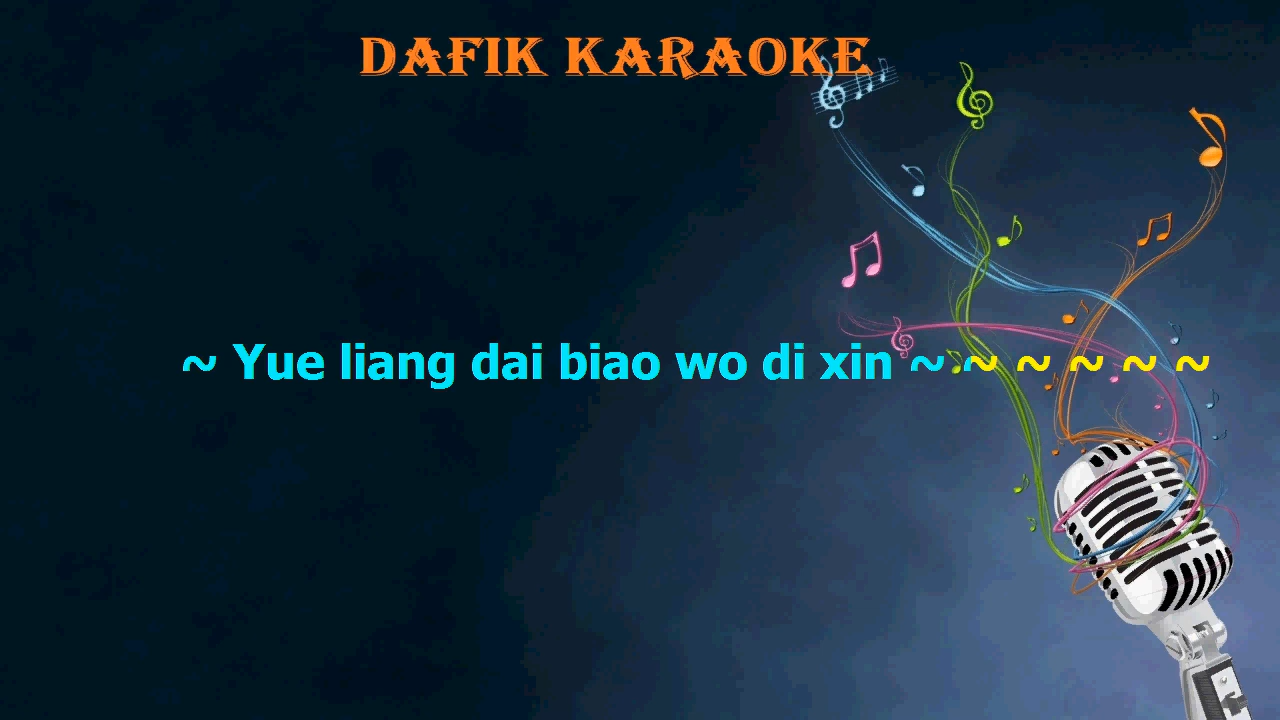 DAFIK KARAOKE
~ Yue liang dai biao wo di xin ~ ~ ~ ~ ~ ~